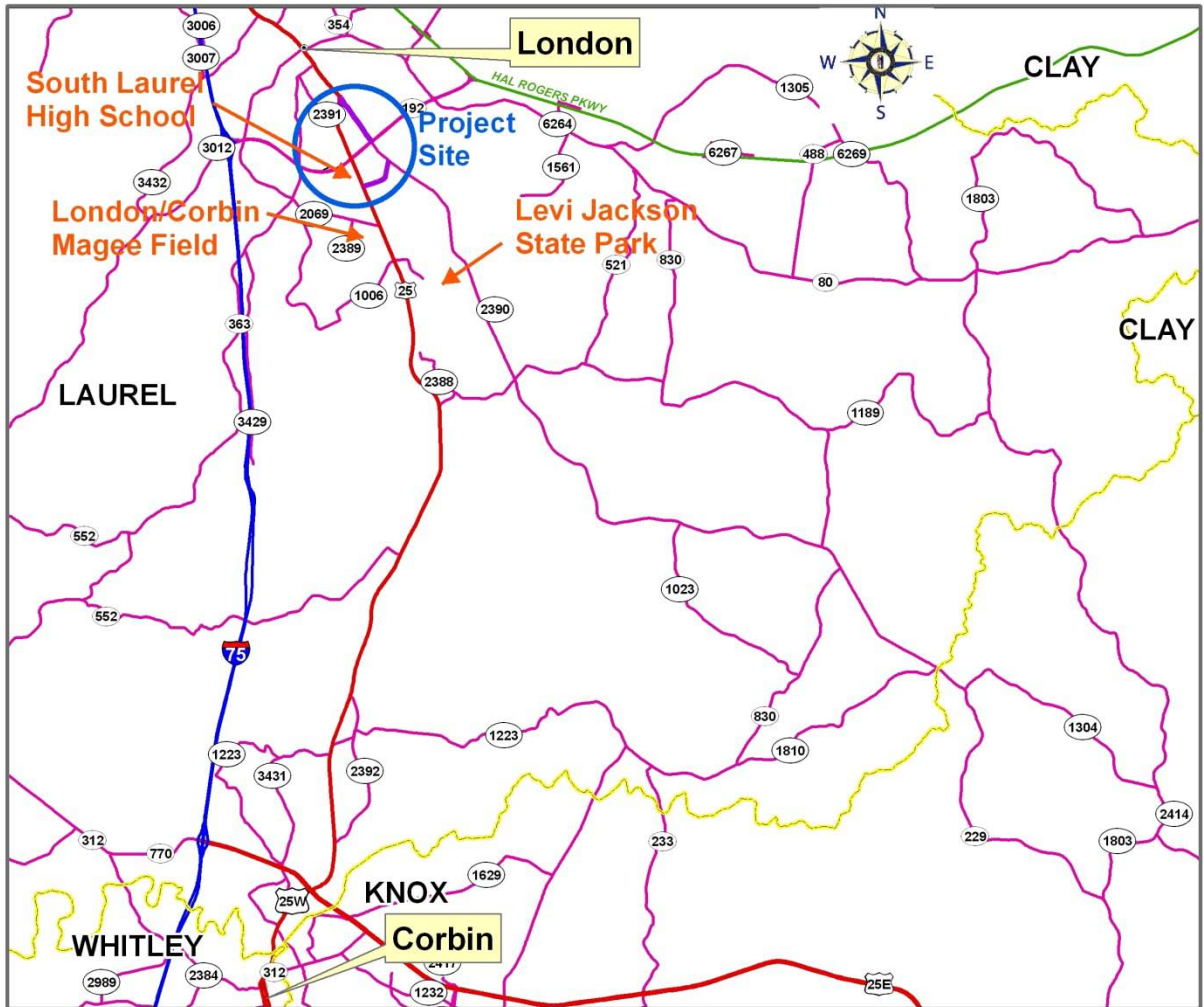 3006
354
London
N
W
E
S
CLAY
3007
HAL ROGERS PKWY
1305
South Laurel
High School
2391
192
Project
Site
6264
3012
6267
488
6269
1561
3432
1803
London/Corbin
Magee Field
2069
2389
Levi Jackson
State Park
521
830
80
1006
25
2390
363
CLAY
LAUREL
2388
3429
1189
552
1023
552
75
830
1223
1223
1304
1810
3431
2392
2414
312
770
233
229
1803
1629
25W
KNOX
WHITLEY
Corbin
312
2417
2989
2384
1232
25E